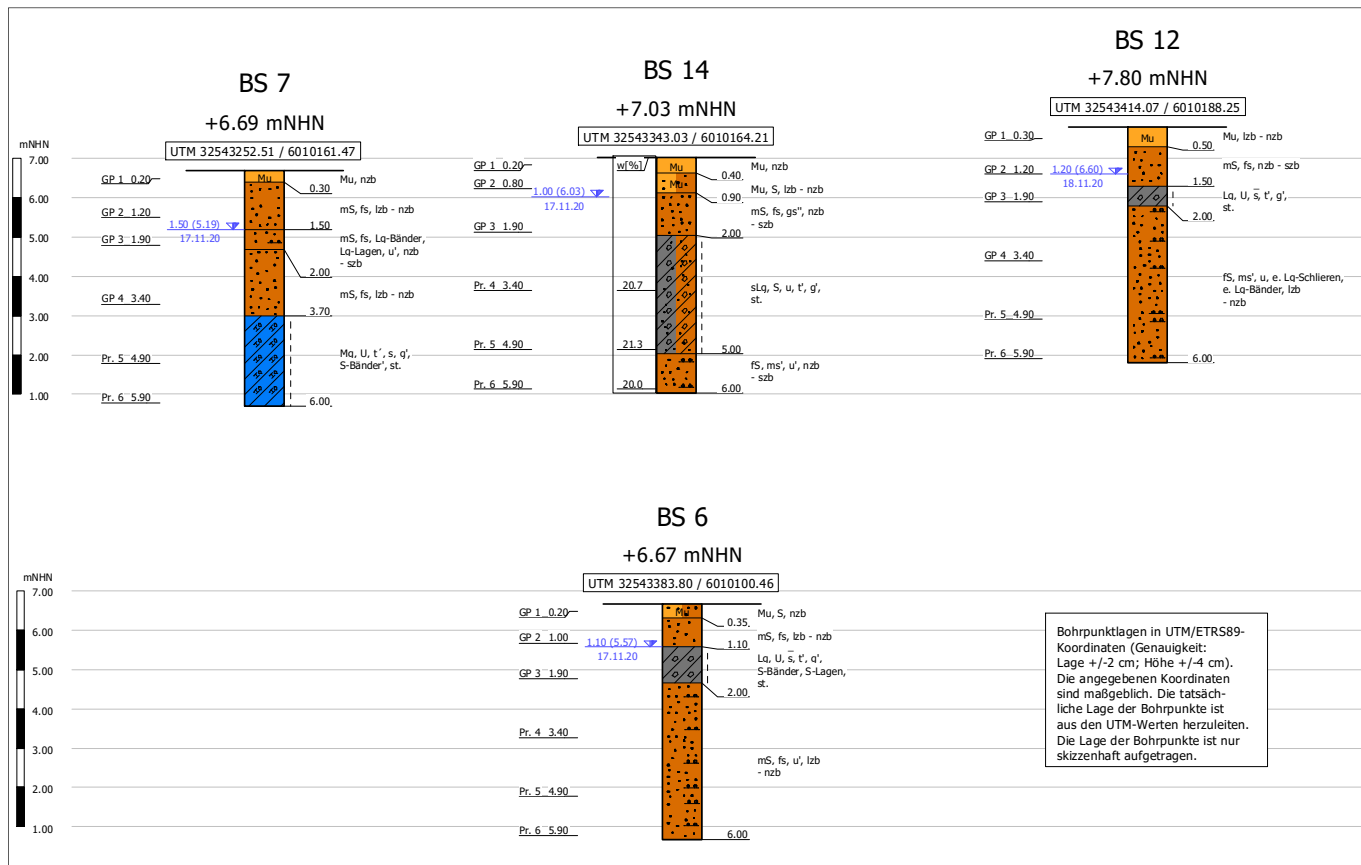 BS 7
+6.69 mNHN
UTM 32543252.51 / 6010161.47
mNHN
7.00
6.00
5.00
4.00
3.00
2.00
1.00
GP 1 0.20
GP 2 1.20
GP 3 1.90
GP 4 3.40
Pr. 5 4.90
Pr. 6 5.90
1.50 (5.19)
17.11.20
Mu
0.30
1.50
2.00
3.70
6.00
Mu, nzb
mS, fs, lzb - nzb
mS, fs, Lg-Bänder,
Lg-Lagen, u', nzb
- szb
mS, fs, lzb - nzb
Mg, U, t´, s, g',
S-Bänder', st.
BS 14
+7.03 mNHN
UTM 32543343.03 / 6010164.21
w[%]
GP 1 0.20
GP 2 0.80
GP 3 1.90
Pr. 4 3.40
Pr. 5 4.90
Pr. 6 5.90
1.00 (6.03)
17.11.20
20.7
21.3
20.0
Mu
Mu
0.40
0.90
2.00
5.00
6.00
Mu, nzb
Mu, S, lzb - nzb
mS, fs, gs'', nzb
- szb
sLg, S, u, t', g',
st.
fS, ms', u', nzb
- szb
BS 12
+7.80 mNHN
UTM 32543414.07 / 6010188.25
GP 1 0.30
GP 2 1.20
GP 3 1.90
GP 4 3.40
Pr. 5 4.90
Pr. 6 5.90
1.20 (6.60)
18.11.20
Mu
0.50
1.50
2.00
6.00
Mu, lzb - nzb
mS, fs, nzb - szb
Lg, U, s̅, t', g',
st.
fS, ms', u, e. Lg-Schlieren,
e. Lg-Bänder, lzb
- nzb
BS 6
+6.67 mNHN
UTM 32543383.80 / 6010100.46
mNHN
7.00
6.00
5.00
4.00
3.00
2.00
1.00
GP 1 0.20
GP 2 1.00
GP 3 1.90
Pr. 4 3.40
Pr. 5 4.90
Pr. 6 5.90
1.10 (5.57)
17.11.20
Mu
0.35
1.10
2.00
6.00
Mu, S, nzb
mS, fs, lzb - nzb
Lg, U, s̅, t', g',
S-Bänder, S-Lagen,
st.
mS, fs, u', lzb
- nzb
Bohrpunktlagen in UTM/ETRS89-
Koordinaten (Genauigkeit:
Lage +/-2 cm; Höhe +/-4 cm).
Die angegebenen Koordinaten
sind maßgeblich. Die tatsäch-
liche Lage der Bohrpunkte ist
aus den UTM-Werten herzuleiten.
Die Lage der Bohrpunkte ist nur
skizzenhaft aufgetragen.